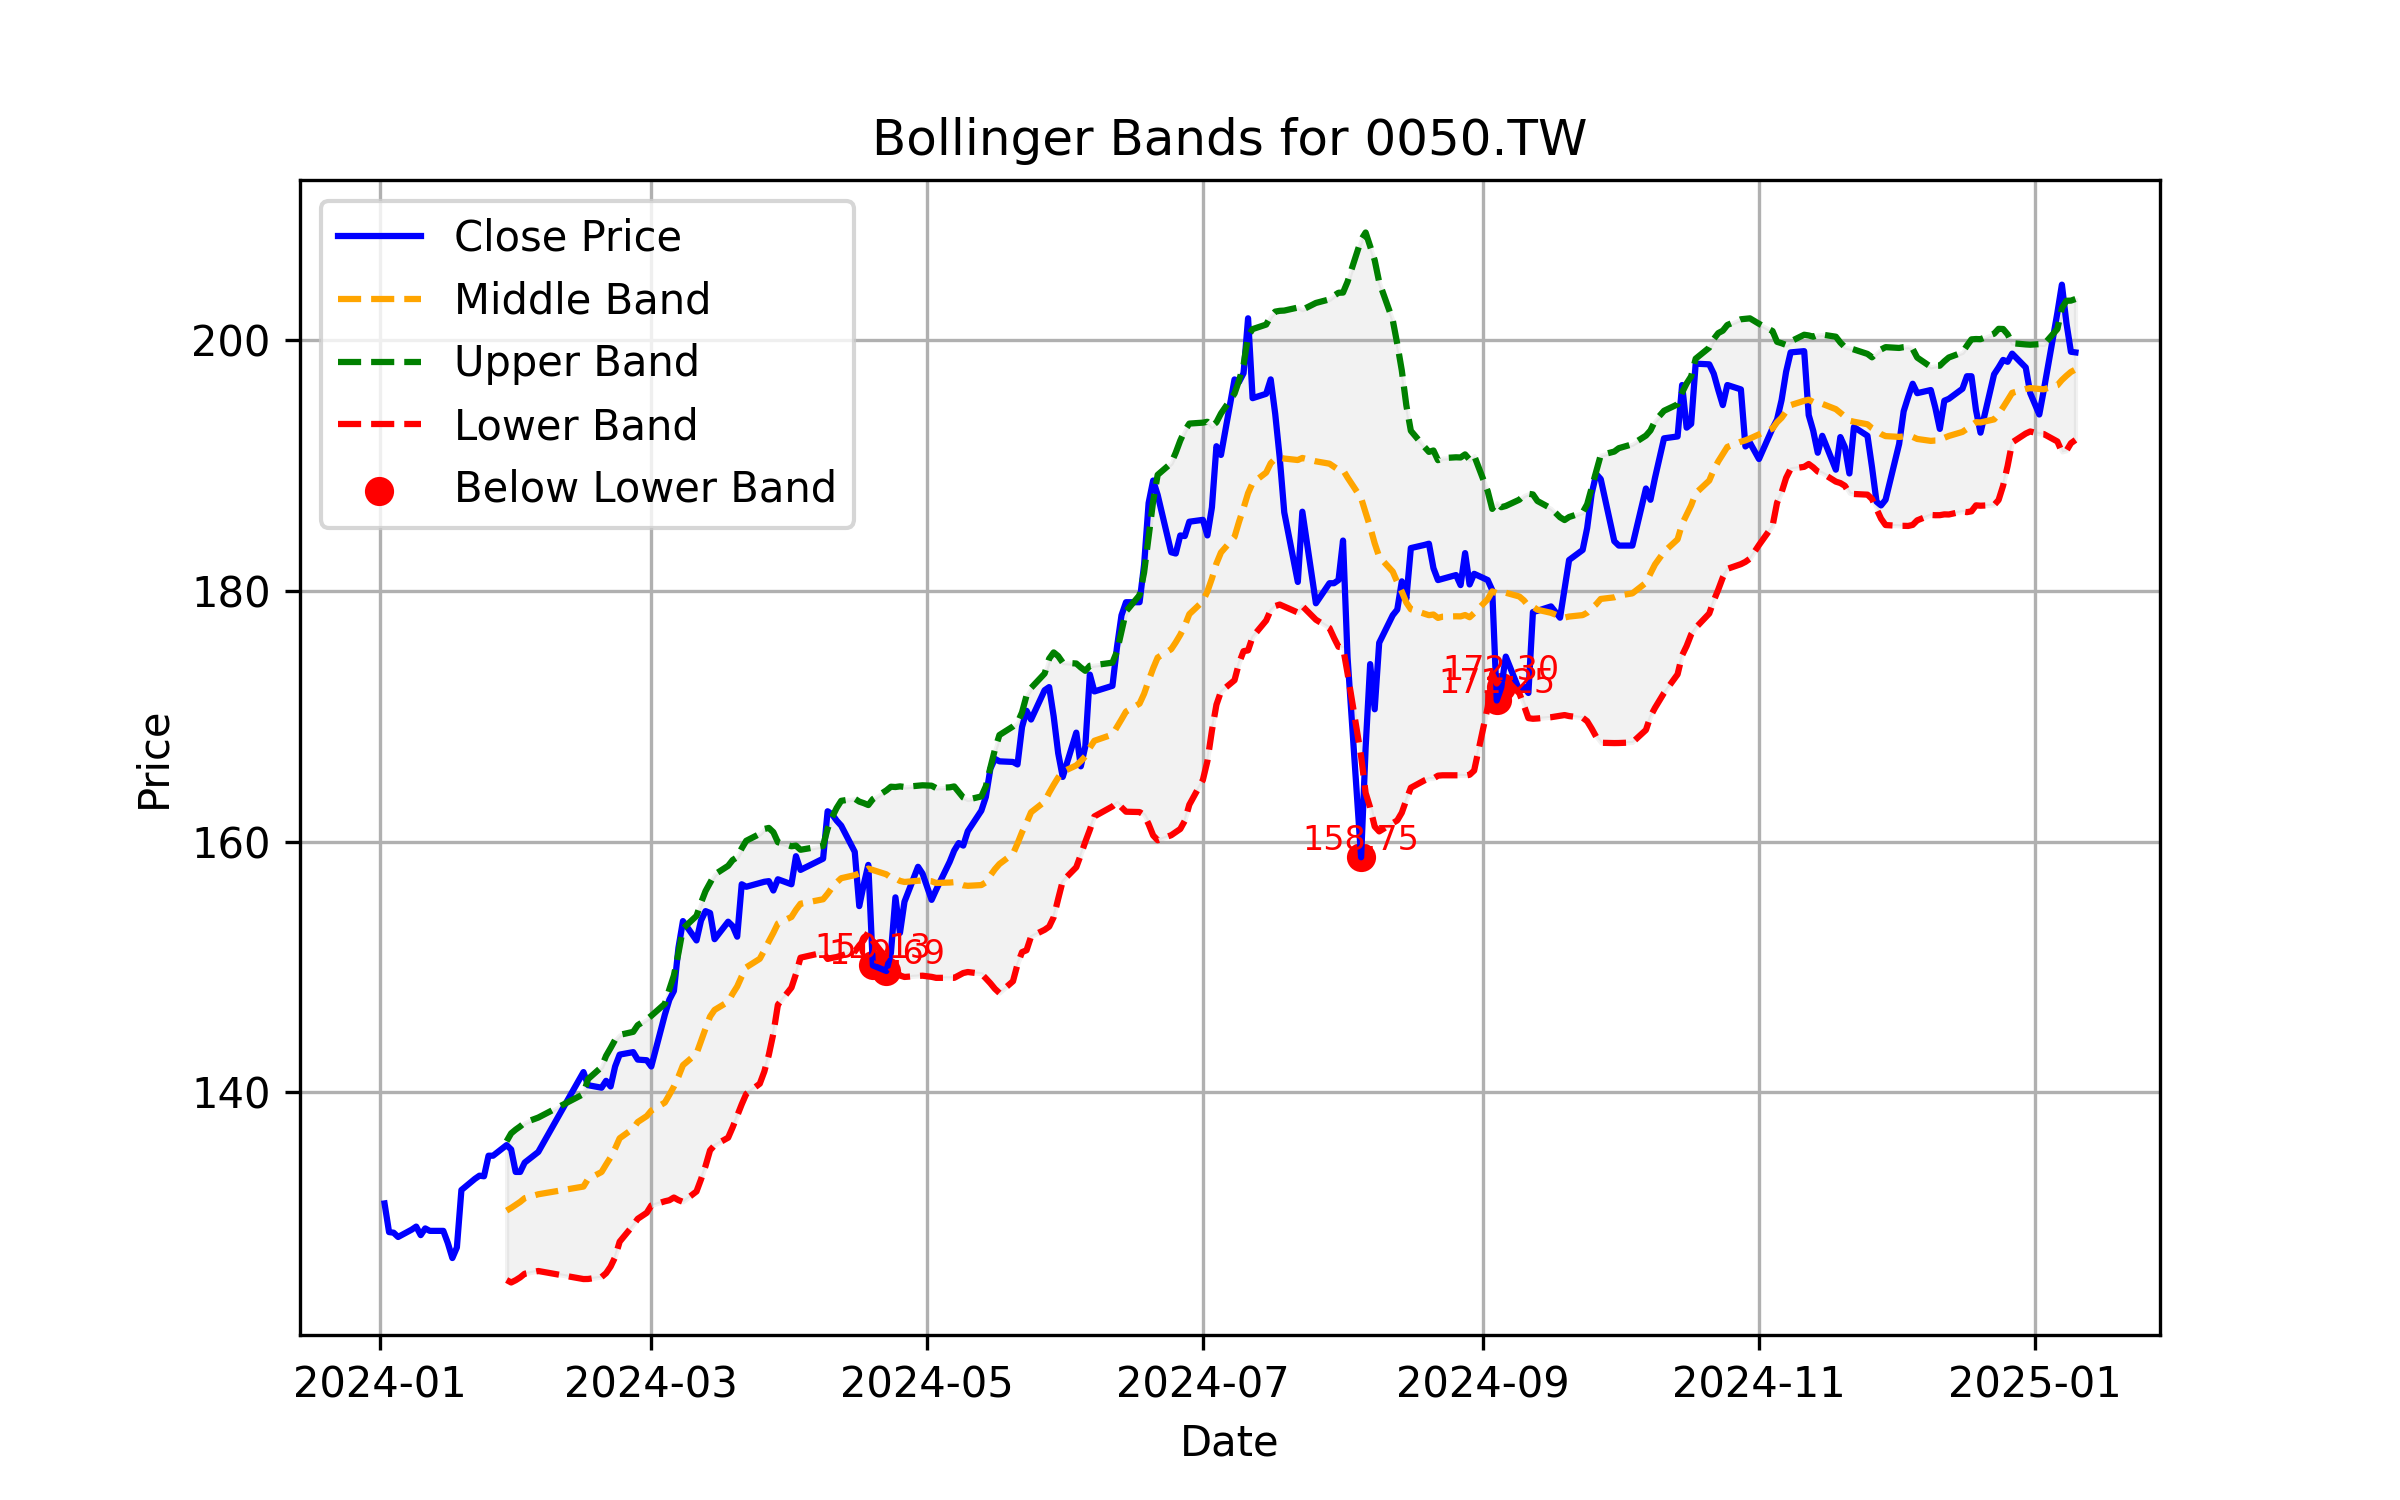 Bollinger Bands for 0050.TW
Close Price
Middle Band
Upper Band
Lower Band
Below Lower Band
Price
200
180
160
140
158.75
2024-01 2024-03 2024-05 2024-07 2024-09 2024-11 2025-01
Date